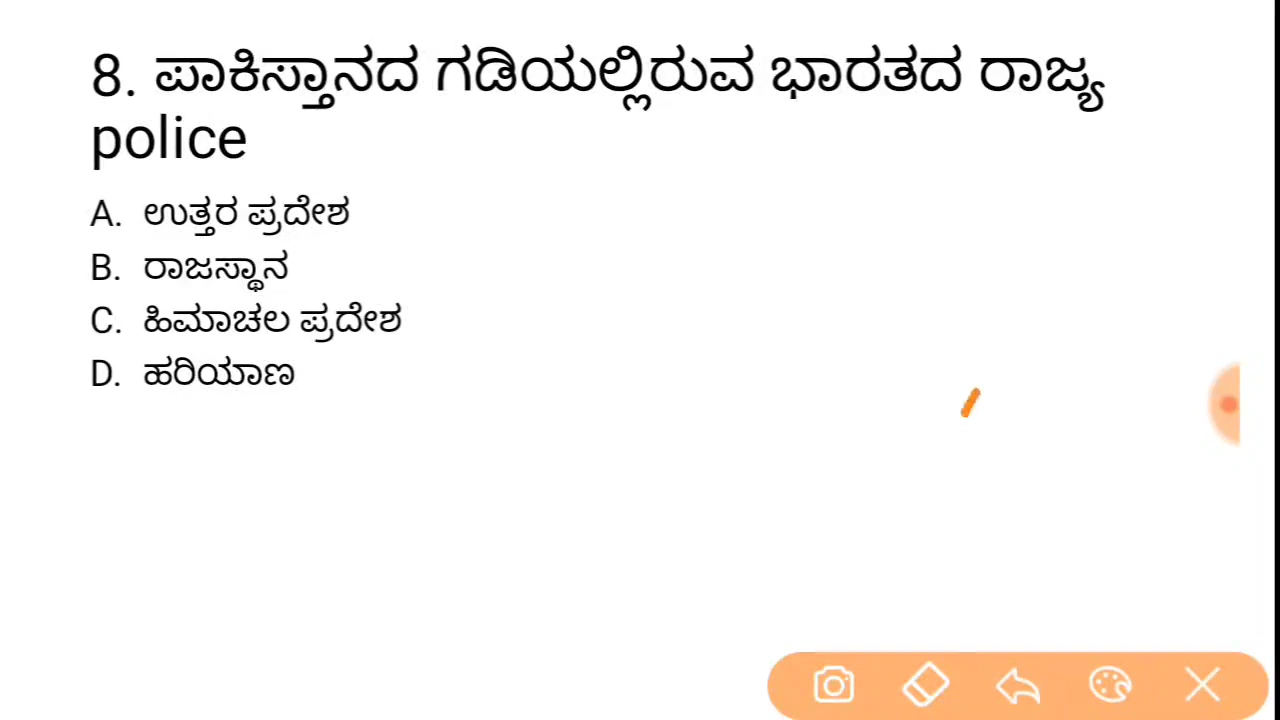 8. ಪಾಕಿಸ್ತಾನದ ಗಡಿಯಲ್ಲಿರುವ ಭಾರತದ ರಾಜ್ಯ
police
A. ಉತ್ತರ ಪ್ರದೇಶ
B. ರಾಜಸ್ಥಾನ
C. ಹಿಮಾಚಲ ಪ್ರದೇಶ
D. ಹರಿಯಾಣ